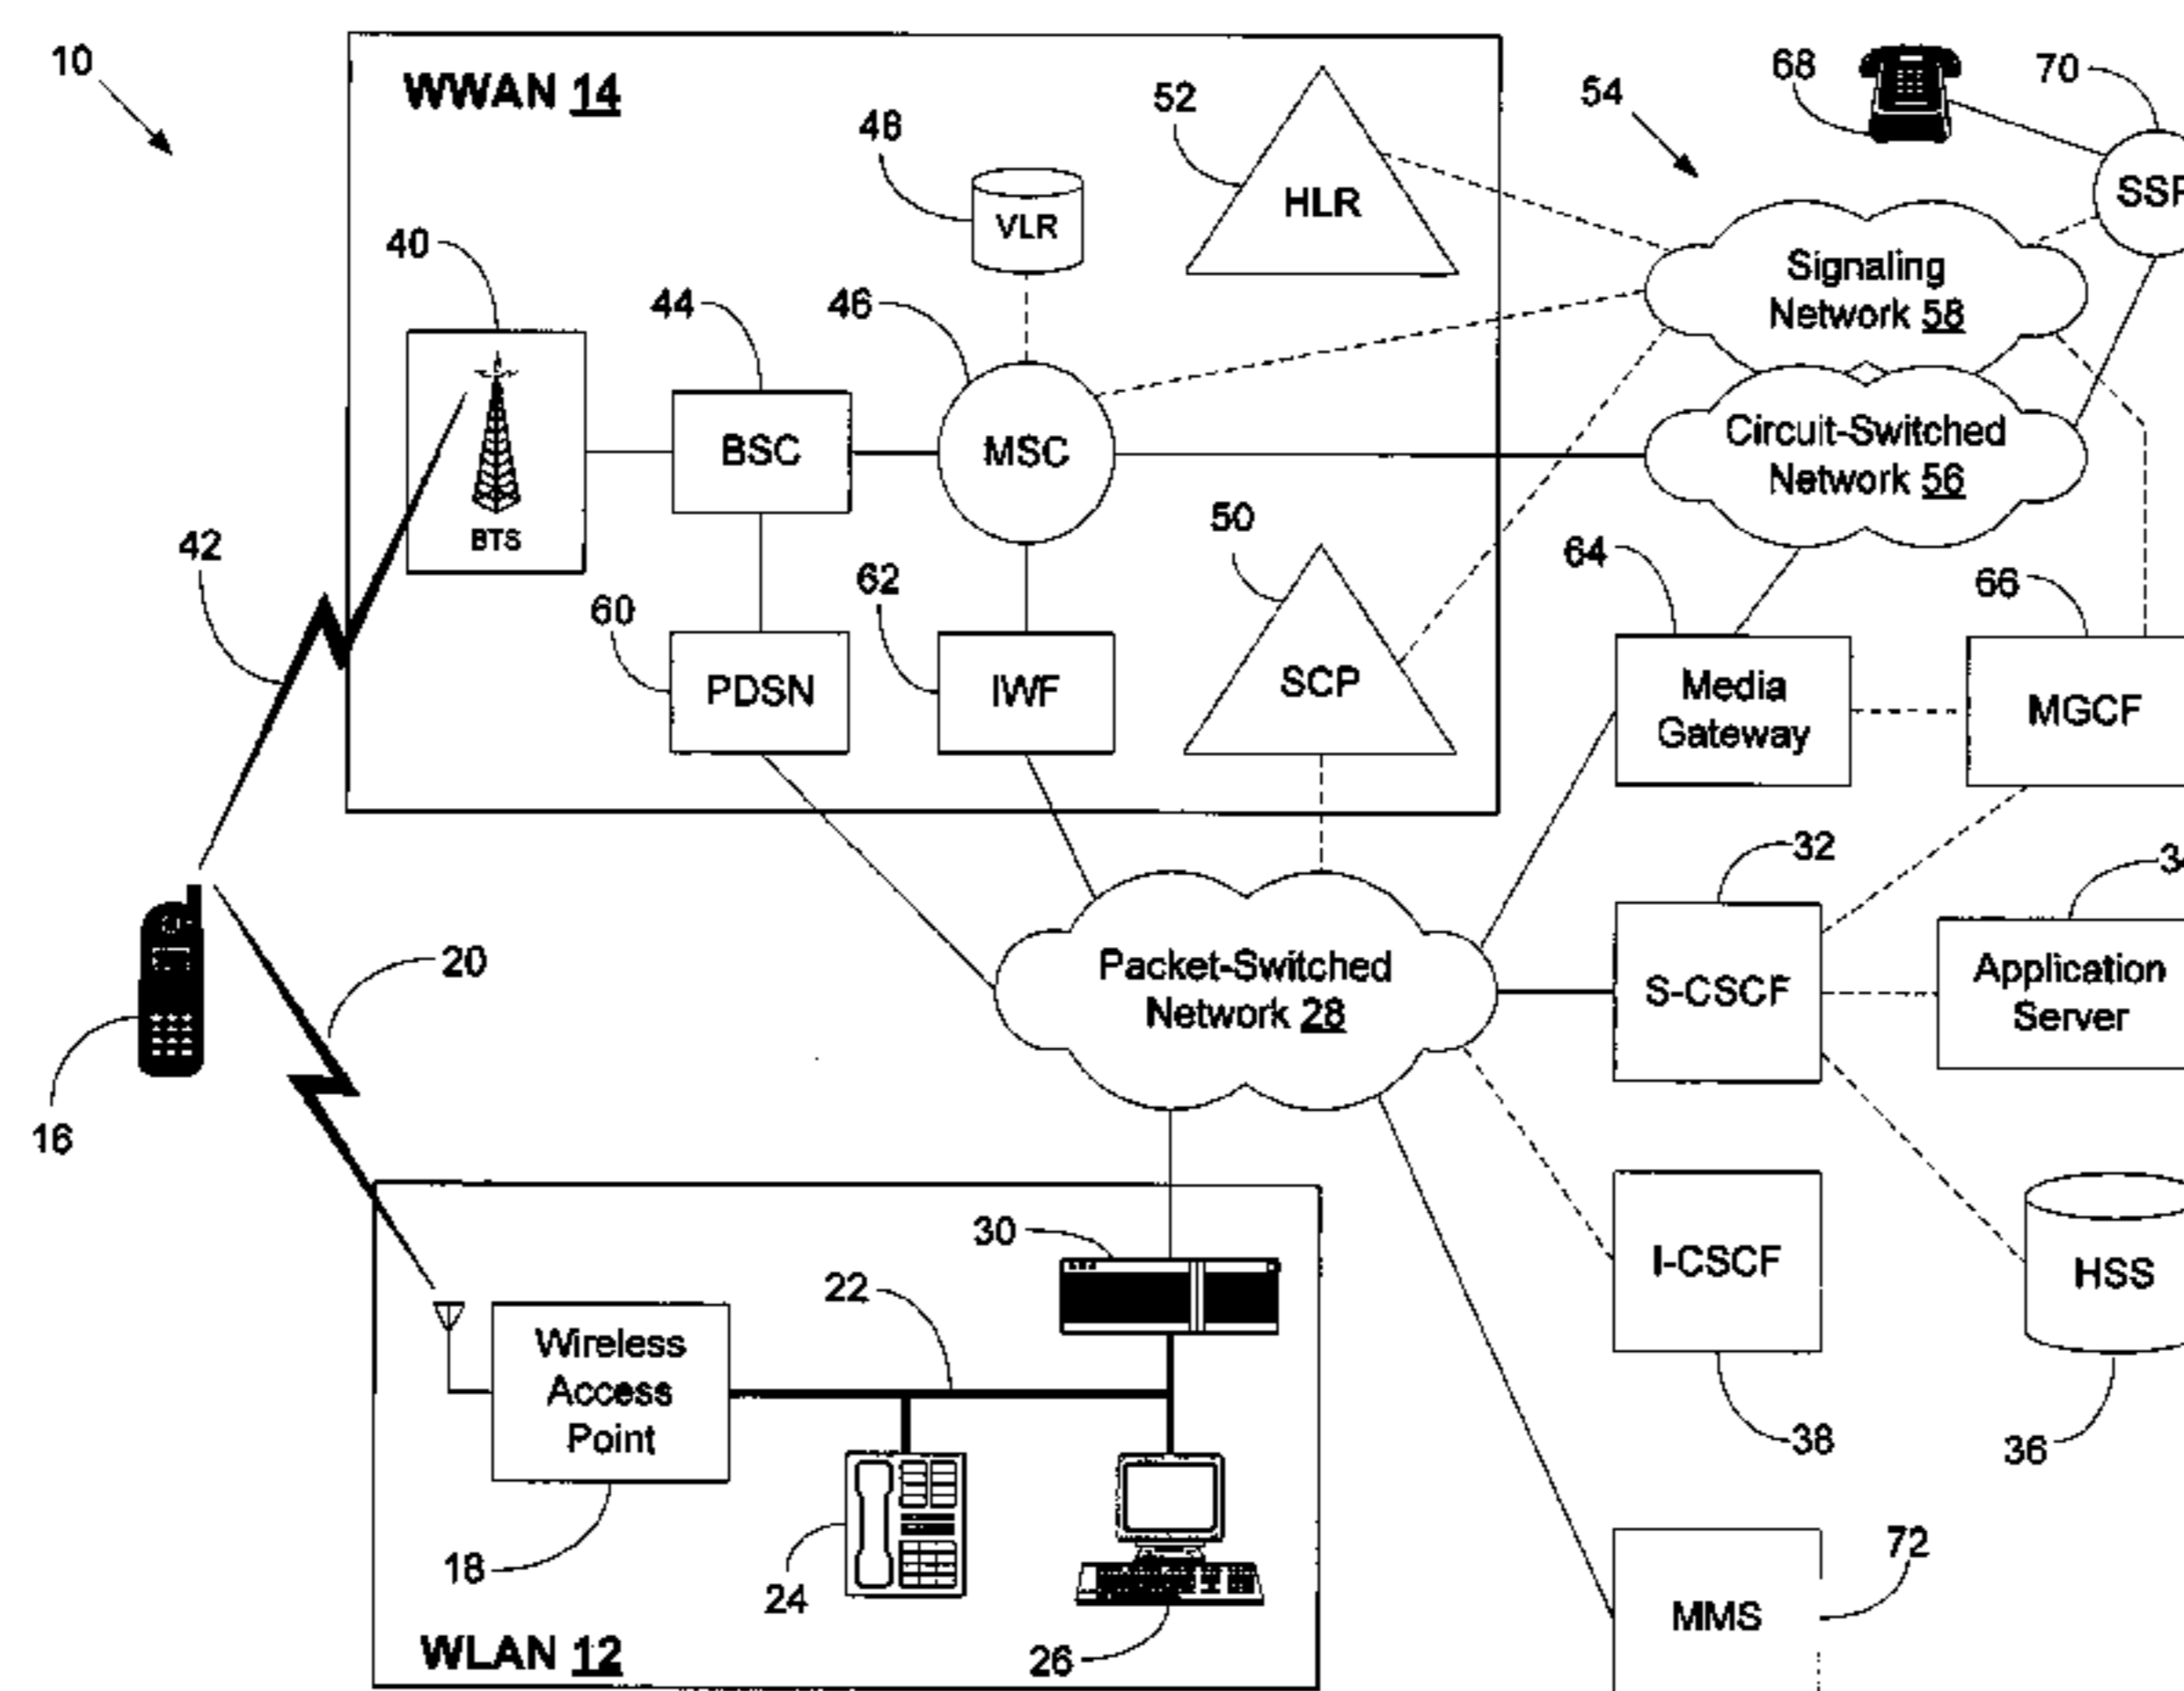 10
WWAN 14
48
52
54
68
70
VLR
HLR
SSP
40
44
46
Signaling
Network 58
BTS
BSC
MSC
Circuit-Switched
Network 56
42
50
64
66
60
62
PDSN
IWF
SCP
Media
Gateway
MGCF
32
20
Packet-Switched
Network 28
S-CSCF
Application
Server
16
30
22
I-CSCF
HSS
Wireless
Access
Point
38
36
18
24
72
MMS
WLAN 12
26